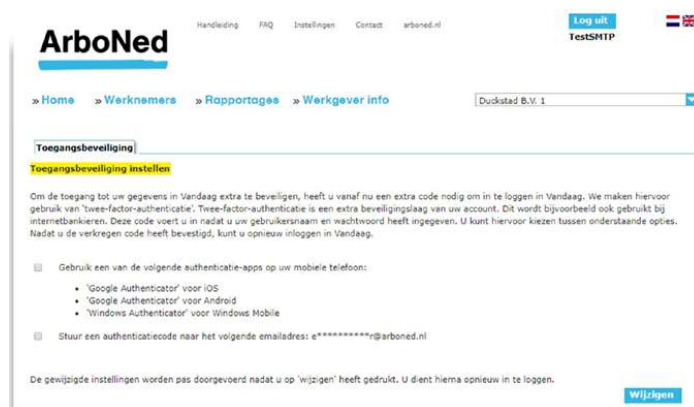 Handleiding FAQ Instellingen Contact arboned.nl
Log uit
TestSMTP
ArboNed
» Home » Werknemers » Rapportages » Werkgever info
Duckstad B.V. 1
Toegangsbeveiliging
Toegangsbeveiliging instellen
Om de toegang tot uw gegevens in Vandaag extra te beveiligen, heeft u vanaf nu een extra code nodig om in te loggen in Vandaag. We maken hiervoor
gebruik van 'twee-factor-authenticatie'. Twee-factor-authenticatie is een extra beveiligingslaag van uw account. Dit wordt bijvoorbeeld ook gebruikt bij
internetbankieren. Deze code voert u in nadat u uw gebruikersnaam en wachtwoord heeft ingegeven. U kunt hiervoor kiezen tussen onderstaande opties.
Nadat u de verkregen code heeft bevestigd, kunt u opnieuw inloggen in Vandaag.
Gebruik een van de volgende authenticatie-apps op uw mobiele telefoon:
• 'Google Authenticator' voor iOS
• 'Google Authenticator' voor Android
• 'Windows Authenticator' voor Windows Mobile
Stuur een authenticatiecode naar het volgende emailadres: e**********r@arboned.nl
De gewijzigde instellingen worden pas doorgevoerd nadat u op 'wijzigen' heeft gedrukt. U dient hierna opnieuw in te loggen.
Wijzigen